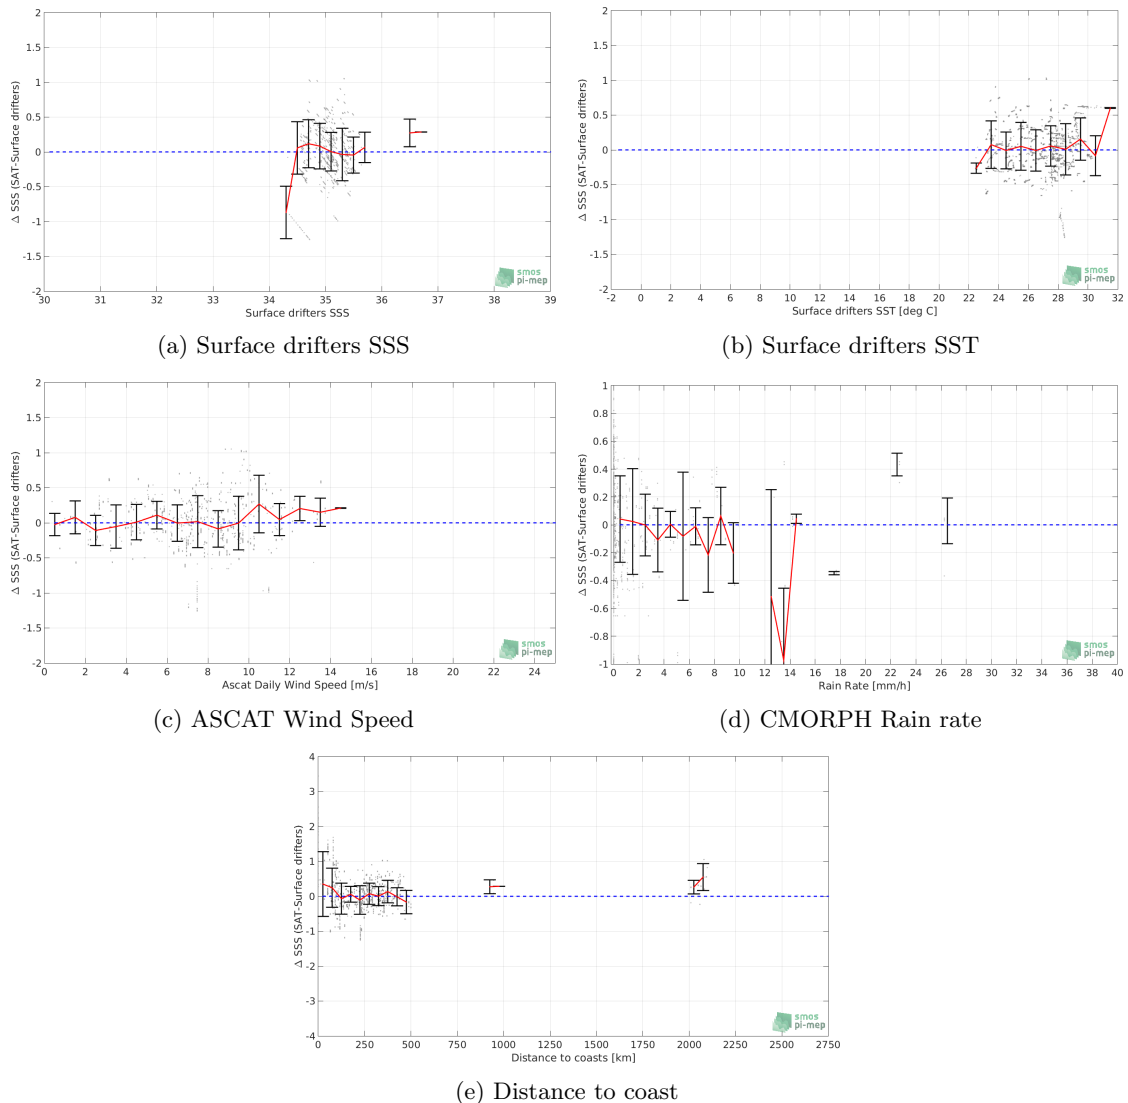 2
1.5
1
0.5
0
-0.5
-1
-1.5
-2
Δ SSS (SAT-Surface drifters)
30 31 32 33 34 35 36 37 38 39
Surface drifters SSS
smos
pi-mep
(a) Surface drifters SSS
2
1.5
1
0.5
0
-0.5
-1
-1.5
-2
Δ SSS (SAT-Surface drifters)
-2 0 2 4 6 8 10 12 14 16 18 20 22 24 26 28 30 32
Surface drifters SST [deg C]
smos
pi-mep
(b) Surface drifters SST
2
1.5
1
0.5
0
-0.5
-1
-1.5
-2
Δ SSS (SAT-Surface drifters)
0 2 4 6 8 10 12 14 16 18 20 22 24
Ascat Daily Wind Speed [m/s]
smos
pi-mep
(c) ASCAT Wind Speed
1
0.8
0.6
0.4
0.2
0
-0.2
-0.4
-0.6
-0.8
-1
Δ SSS (SAT-Surface drifters)
0 2 4 6 8 10 12 14 16 18 20 22 24 26 28 30 32 34 36 38 40
Rain Rate [mm/h]
smos
pi-mep
(d) CMORPH Rain rate
4
3
2
1
0
-1
-2
-3
-4
Δ SSS (SAT-Surface drifters)
0 250 500 750 1000 1250 1500 1750 2000 2250 2500 2750
Distance to coasts [km]
smos
pi-mep
(e) Distance to coast